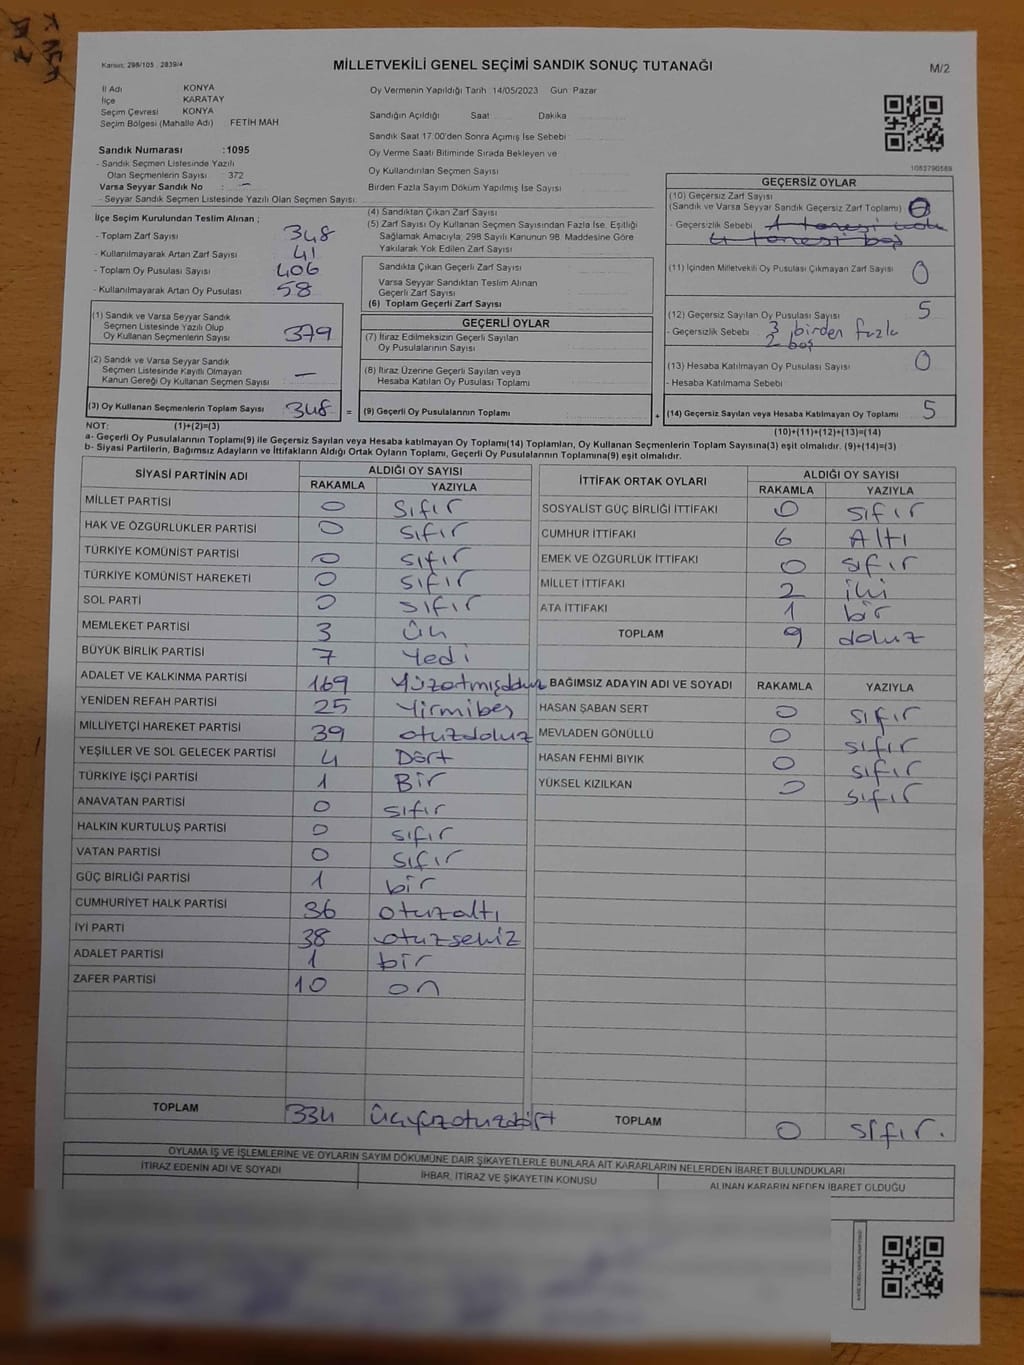 Kanun: 298/105 2839/4
MİLLETVEKİLİ GENEL SEÇİMİ SANDIK SONUÇ TUTANAĞI
M/2
İl Adı KONYA
İlçe KARATAY
Seçim Çevresi KONYA
Seçim Bölgesi (Mahalle Adı) FETİH MAH
Oy Vermenin Yapıldığı Tarih 14/05/2023 Gün Pazar
Sandığın Açıldığı Saat Dakika
Sandık Saat 17:00'den Sonra Açımış İse Sebebi
Oy Verme Saati Bitiminde Sırada Bekleyen ve
Oy Kullandırılan Seçmen Sayısı
Birden Fazla Sayım Döküm Yapılmış İse Sayısı
Sandık Numarası :1095
- Sandık Seçmen Listesinde Yazılı
Olan Seçmenlerin Sayısı 372
Varsa Seyyar Sandık No : –
- Seyyar Sandık Seçmen Listesinde Yazılı Olan Seçmen Sayısı:
1082790589
İlçe Seçim Kurulundan Teslim Alınan ;
- Toplam Zarf Sayısı 348
- Kullanılmayarak Artan Zarf Sayısı 41
- Toplam Oy Pusulası Sayısı 406
- Kullanılmayarak Artan Oy Pusulası 58
(4) Sandıktan Çıkan Zarf Sayısı
(5) Zarf Sayısı Oy Kullanan Seçmen Sayısından Fazla İse, Eşitliği
Sağlamak Amacıyla; 298 Sayılı Kanunun 98. Maddesine Göre
Yakılarak Yok Edilen Zarf Sayısı
Sandıkta Çıkan Geçerli Zarf Sayısı
Varsa Seyyar Sandıktan Teslim Alınan
Geçerli Zarf Sayısı
(6) Toplam Geçerli Zarf Sayısı
GEÇERSİZ OYLAR
(10) Geçersiz Zarf Sayısı
(Sandık ve Varsa Seyyar Sandık Geçersiz Zarf Toplamı) 0
- Geçersizlik Sebebi
4 tanesi boş
(11) İçinden Milletvekili Oy Pusulası Çıkmayan Zarf Sayısı 0
(12) Geçersiz Sayılan Oy Pusulası Sayısı 5
- Geçersizlik Sebebi 3 birden fazla
2 boş
(13) Hesaba Katılmayan Oy Pusulası Sayısı 0
- Hesaba Katılmama Sebebi
(14) Geçersiz Sayılan veya Hesaba Katılmayan Oy Toplamı 5
(10)+(11)+(12)+(13)=(14)
(1) Sandık ve Varsa Seyyar Sandık
Seçmen Listesinde Yazılı Olup
Oy Kullanan Seçmenlerin Sayısı 379
(2) Sandık ve Varsa Seyyar Sandık
Seçmen Listesinde Kayıtlı Olmayan
Kanun Gereği Oy Kullanan Seçmen Sayısı –
(3) Oy Kullanan Seçmenlerin Toplam Sayısı 348 =
GEÇERLİ OYLAR
(7) İtiraz Edilmeksizin Geçerli Sayılan
Oy Pusulalarının Sayısı
(8) İtiraz Üzerine Geçerli Sayılan veya
Hesaba Katılan Oy Pusulası Toplamı
(9) Geçerli Oy Pusulalarının Toplamı +
NOT: (1)+(2)=(3)
a- Geçerli Oy Pusulalarının Toplamı(9) ile Geçersiz Sayılan veya Hesaba katılmayan Oy Toplamı(14) Toplamları, Oy Kullanan Seçmenlerin Toplam Sayısına(3) eşit olmalıdır. (9)+(14)=(3)
b- Siyasi Partilerin, Bağımsız Adayların ve İttifakların Aldığı Ortak Oyların Toplamı, Geçerli Oy Pusulalarının Toplamına(9) eşit olmalıdır.
SİYASİ PARTİNİN ADI ALDIĞI OY SAYISI
RAKAMLA YAZIYLA
MİLLET PARTİSİ 0 Sıfır
HAK VE ÖZGÜRLÜKLER PARTİSİ 0 sıfır
TÜRKİYE KOMÜNİST PARTİSİ 0 sıfır
TÜRKİYE KOMÜNİST HAREKETİ 0 sıfır
SOL PARTİ 0 sıfır
MEMLEKET PARTİSİ 3 üç
BÜYÜK BİRLİK PARTİSİ 7 Yedi
ADALET VE KALKINMA PARTİSİ 169 Yüzatmışdokuz
YENİDEN REFAH PARTİSİ 25 Yirmibeş
MİLLİYETÇİ HAREKET PARTİSİ 39 otuzdokuz
YEŞİLLER VE SOL GELECEK PARTİSİ 4 Dört
TÜRKİYE İŞÇİ PARTİSİ 1 Bir
ANAVATAN PARTİSİ 0 sıfır
HALKIN KURTULUŞ PARTİSİ 0 sıfır
VATAN PARTİSİ 0 sıfır
GÜÇ BİRLİĞİ PARTİSİ 1 bir
CUMHURİYET HALK PARTİSİ 36 otuzaltı
İYİ PARTİ 38 otuzsekiz
ADALET PARTİSİ 1 bir
ZAFER PARTİSİ 10 on
TOPLAM 334 üçyüzotuzdört
İTTİFAK ORTAK OYLARI ALDIĞI OY SAYISI
RAKAMLA YAZIYLA
SOSYALİST GÜÇ BİRLİĞİ İTTİFAKI 0 sıfır
CUMHUR İTTİFAKI 6 Altı
EMEK VE ÖZGÜRLÜK İTTİFAKI 0 sıfır
MİLLET İTTİFAKI 2 iki
ATA İTTİFAKI 1 bir
TOPLAM 9 dokuz
BAĞIMSIZ ADAYIN ADI VE SOYADI RAKAMLA YAZIYLA
HASAN ŞABAN SERT 0 sıfır
MEVLADEN GÖNÜLLÜ 0 sıfır
HASAN FEHMİ BIYIK 0 sıfır
YÜKSEL KIZILKAN 0 sıfır
TOPLAM 0 sıfır.
OYLAMA İŞ VE İŞLEMLERİNE VE OYLARIN SAYIM DÖKÜMÜNE DAİR ŞİKAYETLERLE BUNLARA AİT KARARLARIN NELERDEN İBARET BULUNDUKLARI
İTİRAZ EDENİN ADI VE SOYADI İHBAR, İTİRAZ VE ŞİKAYETİN KONUSU ALINAN KARARIN NEDEN İBARET OLDUĞU